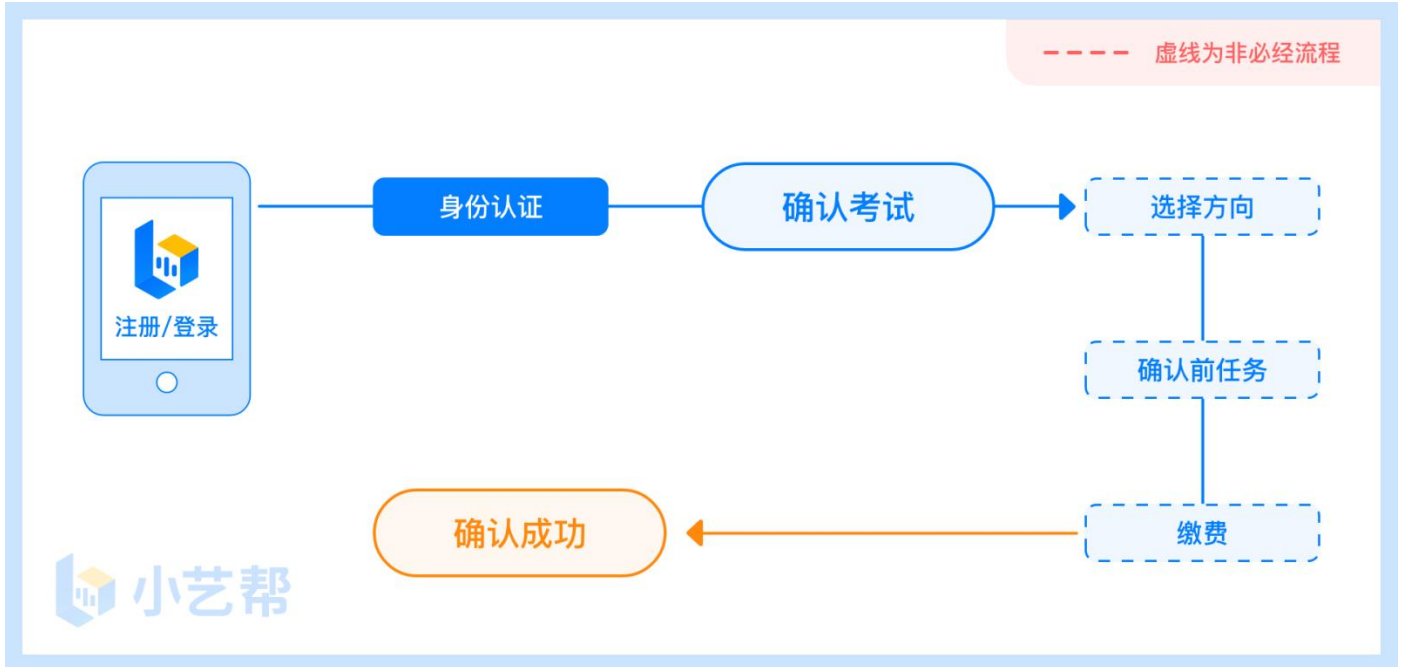 虚线为非必经流程
注册/登录
身份认证
确认考试
选择方向
确认前任务
缴费
确认成功
小艺帮